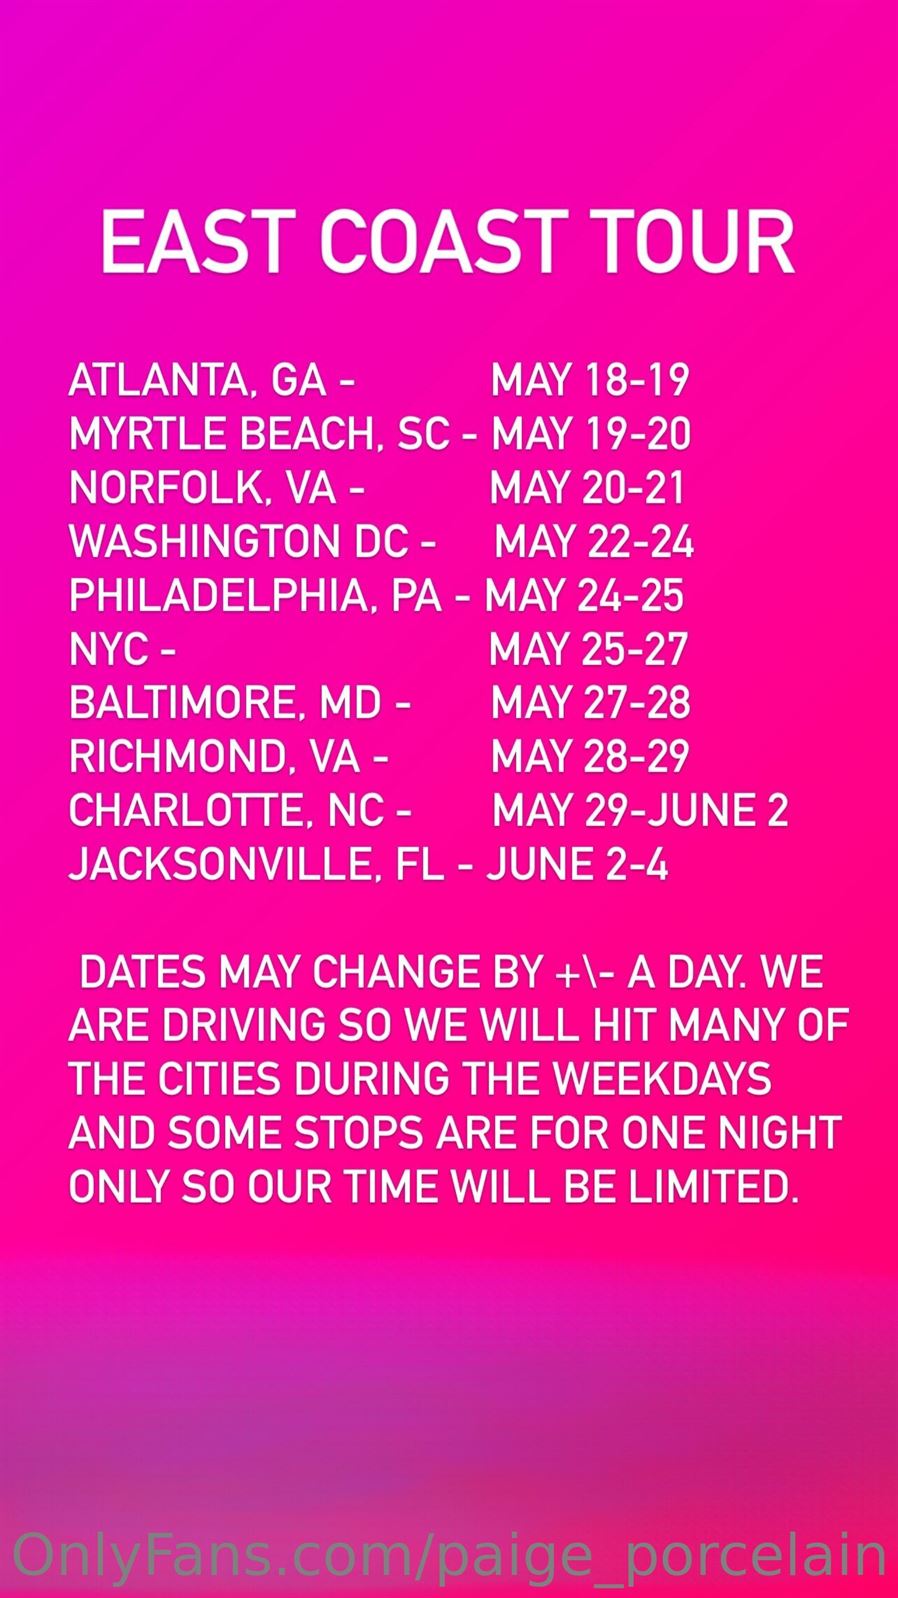 EAST COAST TOUR
ATLANTA, GA - MAY 18-19
MYRTLE BEACH, SC - MAY 19-20
NORFOLK, VA - MAY 20-21
WASHINGTON DC - MAY 22-24
PHILADELPHIA, PA - MAY 24-25
NYC - MAY 25-27
BALTIMORE, MD - MAY 27-28
RICHMOND, VA - MAY 28-29
CHARLOTTE, NC - MAY 29-JUNE 2
JACKSONVILLE, FL - JUNE 2-4
DATES MAY CHANGE BY +\- A DAY. WE
ARE DRIVING SO WE WILL HIT MANY OF
THE CITIES DURING THE WEEKDAYS
AND SOME STOPS ARE FOR ONE NIGHT
ONLY SO OUR TIME WILL BE LIMITED.
OnlyFans.com/paige_porcelain